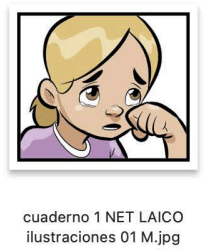 cuaderno 1 NET LAICO
ilustraciones 01 M.jpg